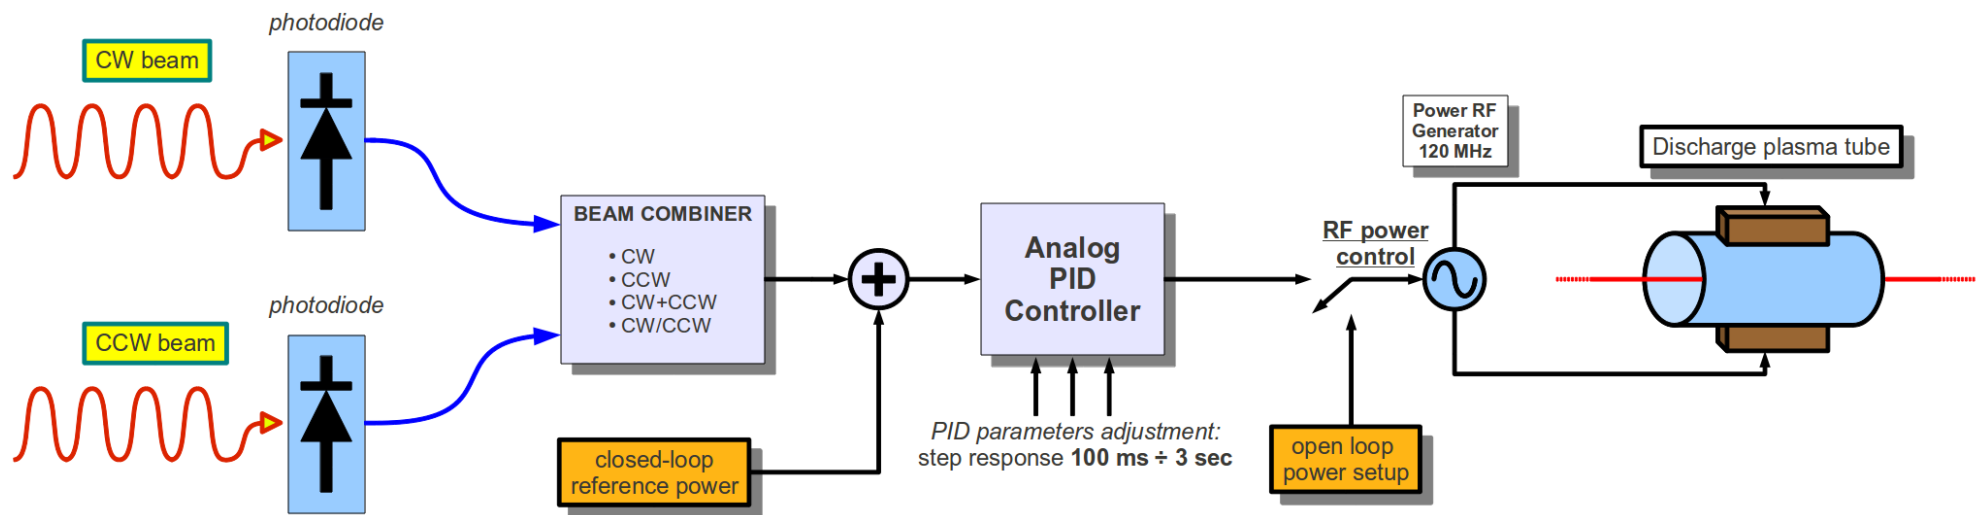 photodiode
CW beam
photodiode
CCW beam
BEAM COMBINER
• CW
• CCW
• CW+CCW
• CW/CCW
closed-loop
reference power
Analog
PID
Controller
PID parameters adjustment:
step response 100 ms ÷ 3 sec
RF power
control
open loop
power setup
Power RF
Generator
120 MHz
Discharge plasma tube